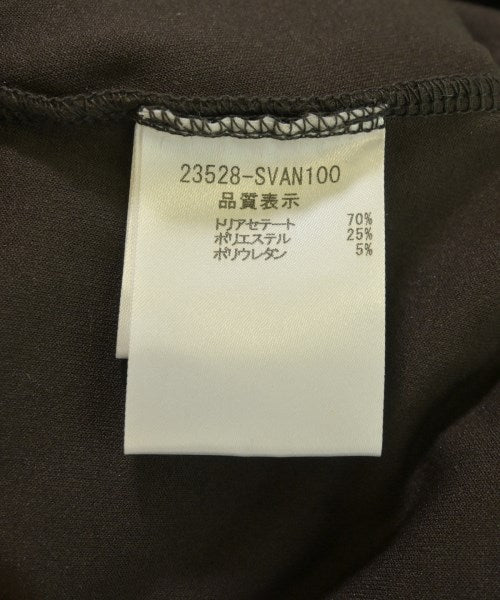 23528-SVAN100
品質表示
トリアセテート 70%
ポリエステル 25%
ポリウレタン 5%